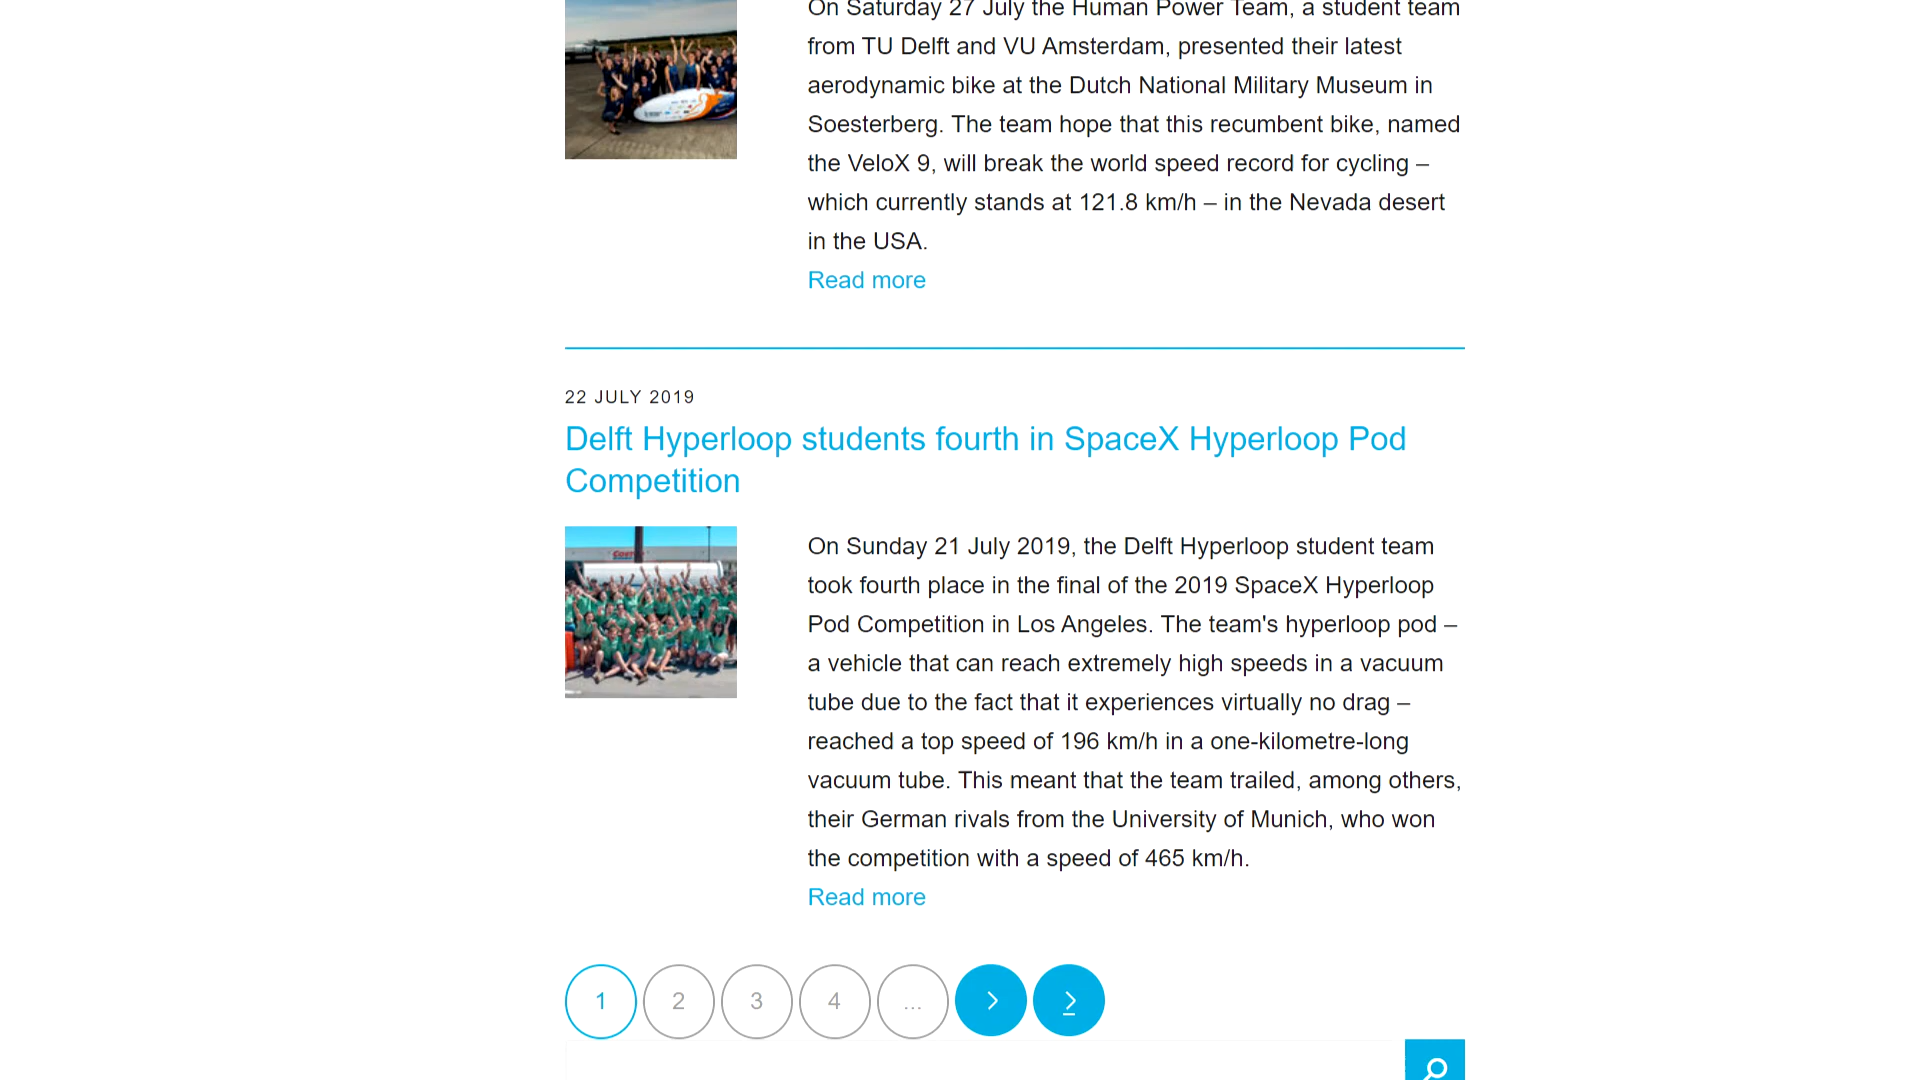 On Saturday 27 July the Human Power Team, a student team
from TU Delft and VU Amsterdam, presented their latest
aerodynamic bike at the Dutch National Military Museum in
Soesterberg. The team hope that this recumbent bike, named
the VeloX 9, will break the world speed record for cycling –
which currently stands at 121.8 km/h – in the Nevada desert
in the USA.
Read more
22 JULY 2019
Delft Hyperloop students fourth in SpaceX Hyperloop Pod
Competition
On Sunday 21 July 2019, the Delft Hyperloop student team
took fourth place in the final of the 2019 SpaceX Hyperloop
Pod Competition in Los Angeles. The team's hyperloop pod –
a vehicle that can reach extremely high speeds in a vacuum
tube due to the fact that it experiences virtually no drag –
reached a top speed of 196 km/h in a one-kilometre-long
vacuum tube. This meant that the team trailed, among others,
their German rivals from the University of Munich, who won
the competition with a speed of 465 km/h.
Read more
1 2 3 4 ...